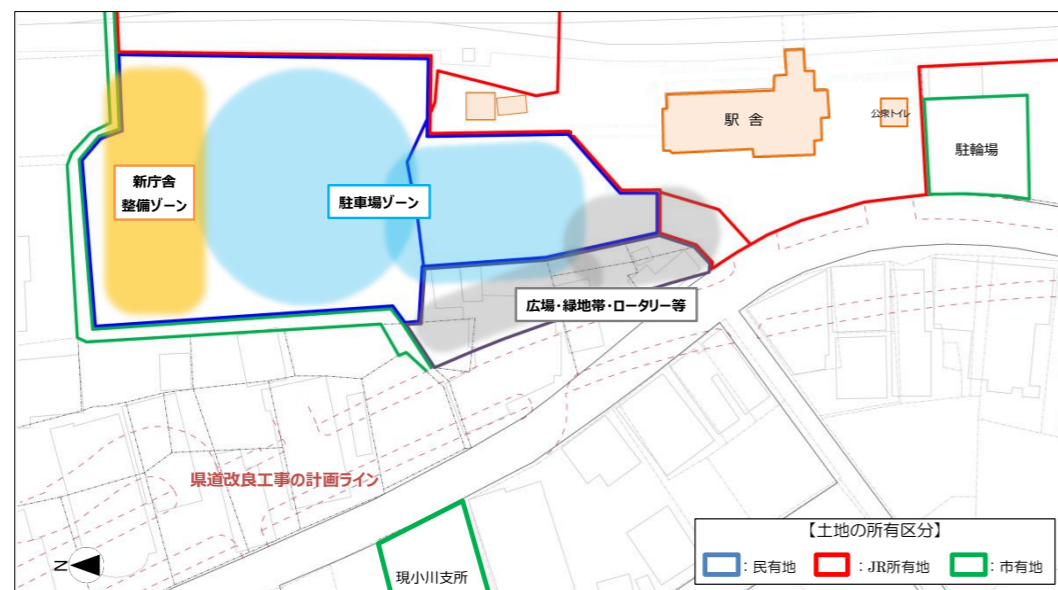 駅 舎
公衆トイレ
駐輪場
新庁舎
整備ゾーン
駐車場ゾーン
広場・緑地帯・ロータリー等
県道改良工事の計画ライン
N
現小川支所
【土地の所有区分】
：民有地 ：JR所有地 ：市有地